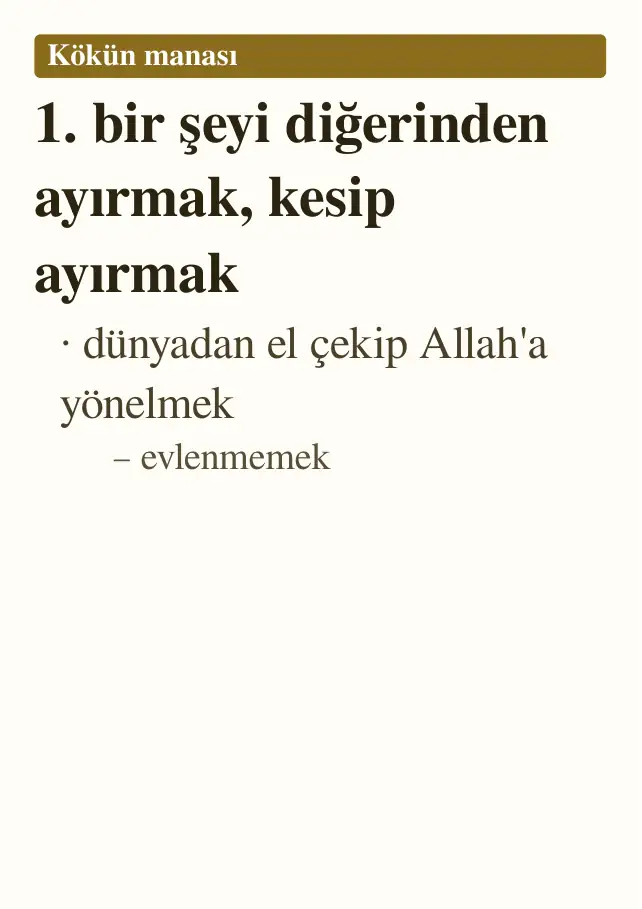 Kökün manası
1. bir şeyi diğerinden
ayırmak, kesip
ayırmak
· dünyadan el çekip Allah'a
yönelmek
– evlenmemek